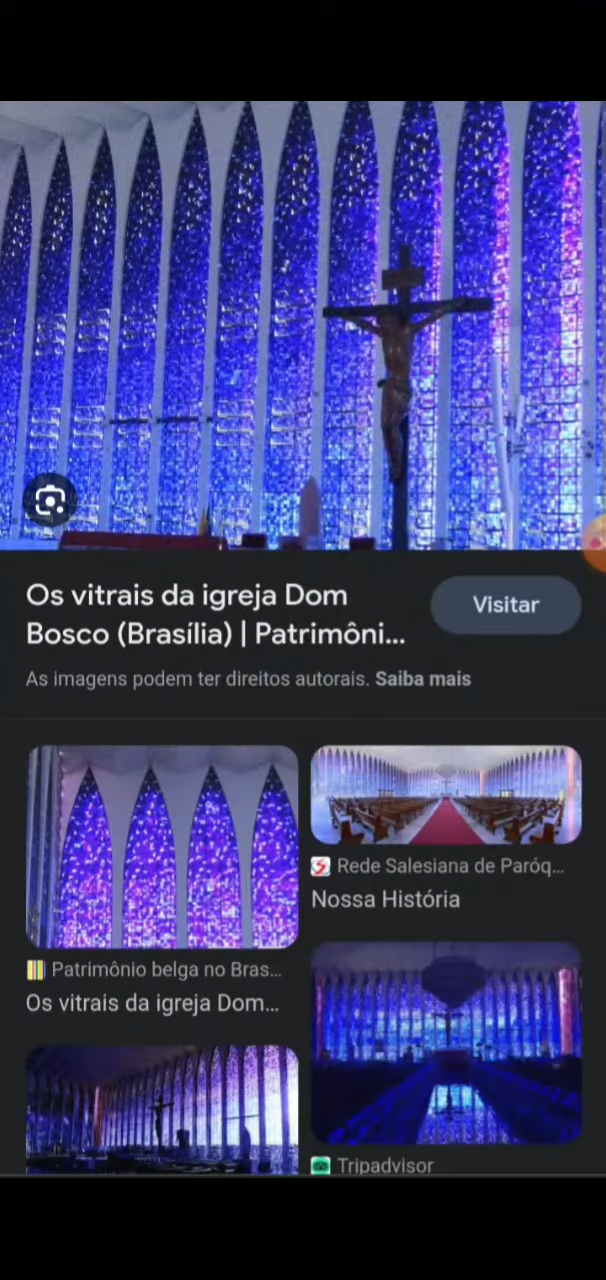 Os vitrais da igreja Dom
Bosco (Brasília) | Patrimôni...
Visitar
As imagens podem ter direitos autorais. Saiba mais
Patrimônio belga no Bras...
Os vitrais da igreja Dom...
Rede Salesiana de Paróq...
Nossa História
Tripadvisor